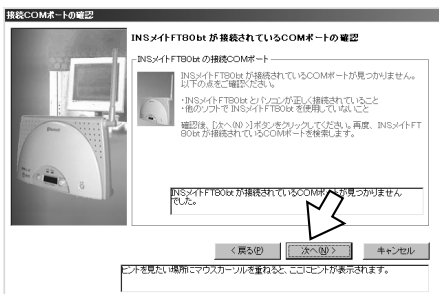 接続COMポートの確認
INSメイトFT80btが接続されているCOMポートの確認
INSメイトFT80btの接続COMポート
INSメイトFT80btが接続されているCOMポートが見つかりません。
以下の点をご確認ください。
・INSメイトFT80btとパソコンが正しく接続されていること
・他のソフトでINSメイトFT80btを使用していないこと
確認後、[次へ(N)>]ボタンをクリックしてください。再度、INSメイトFT
80btが接続されているCOMポートを検索します。
INSメイトFT80btが接続されているCOMポートが見つかりません
でした。
<戻る(P)
次へ(N)>
キャンセル
ヒントを見たい場所にマウスカーソルを重ねると、ここにヒントが表示されます。